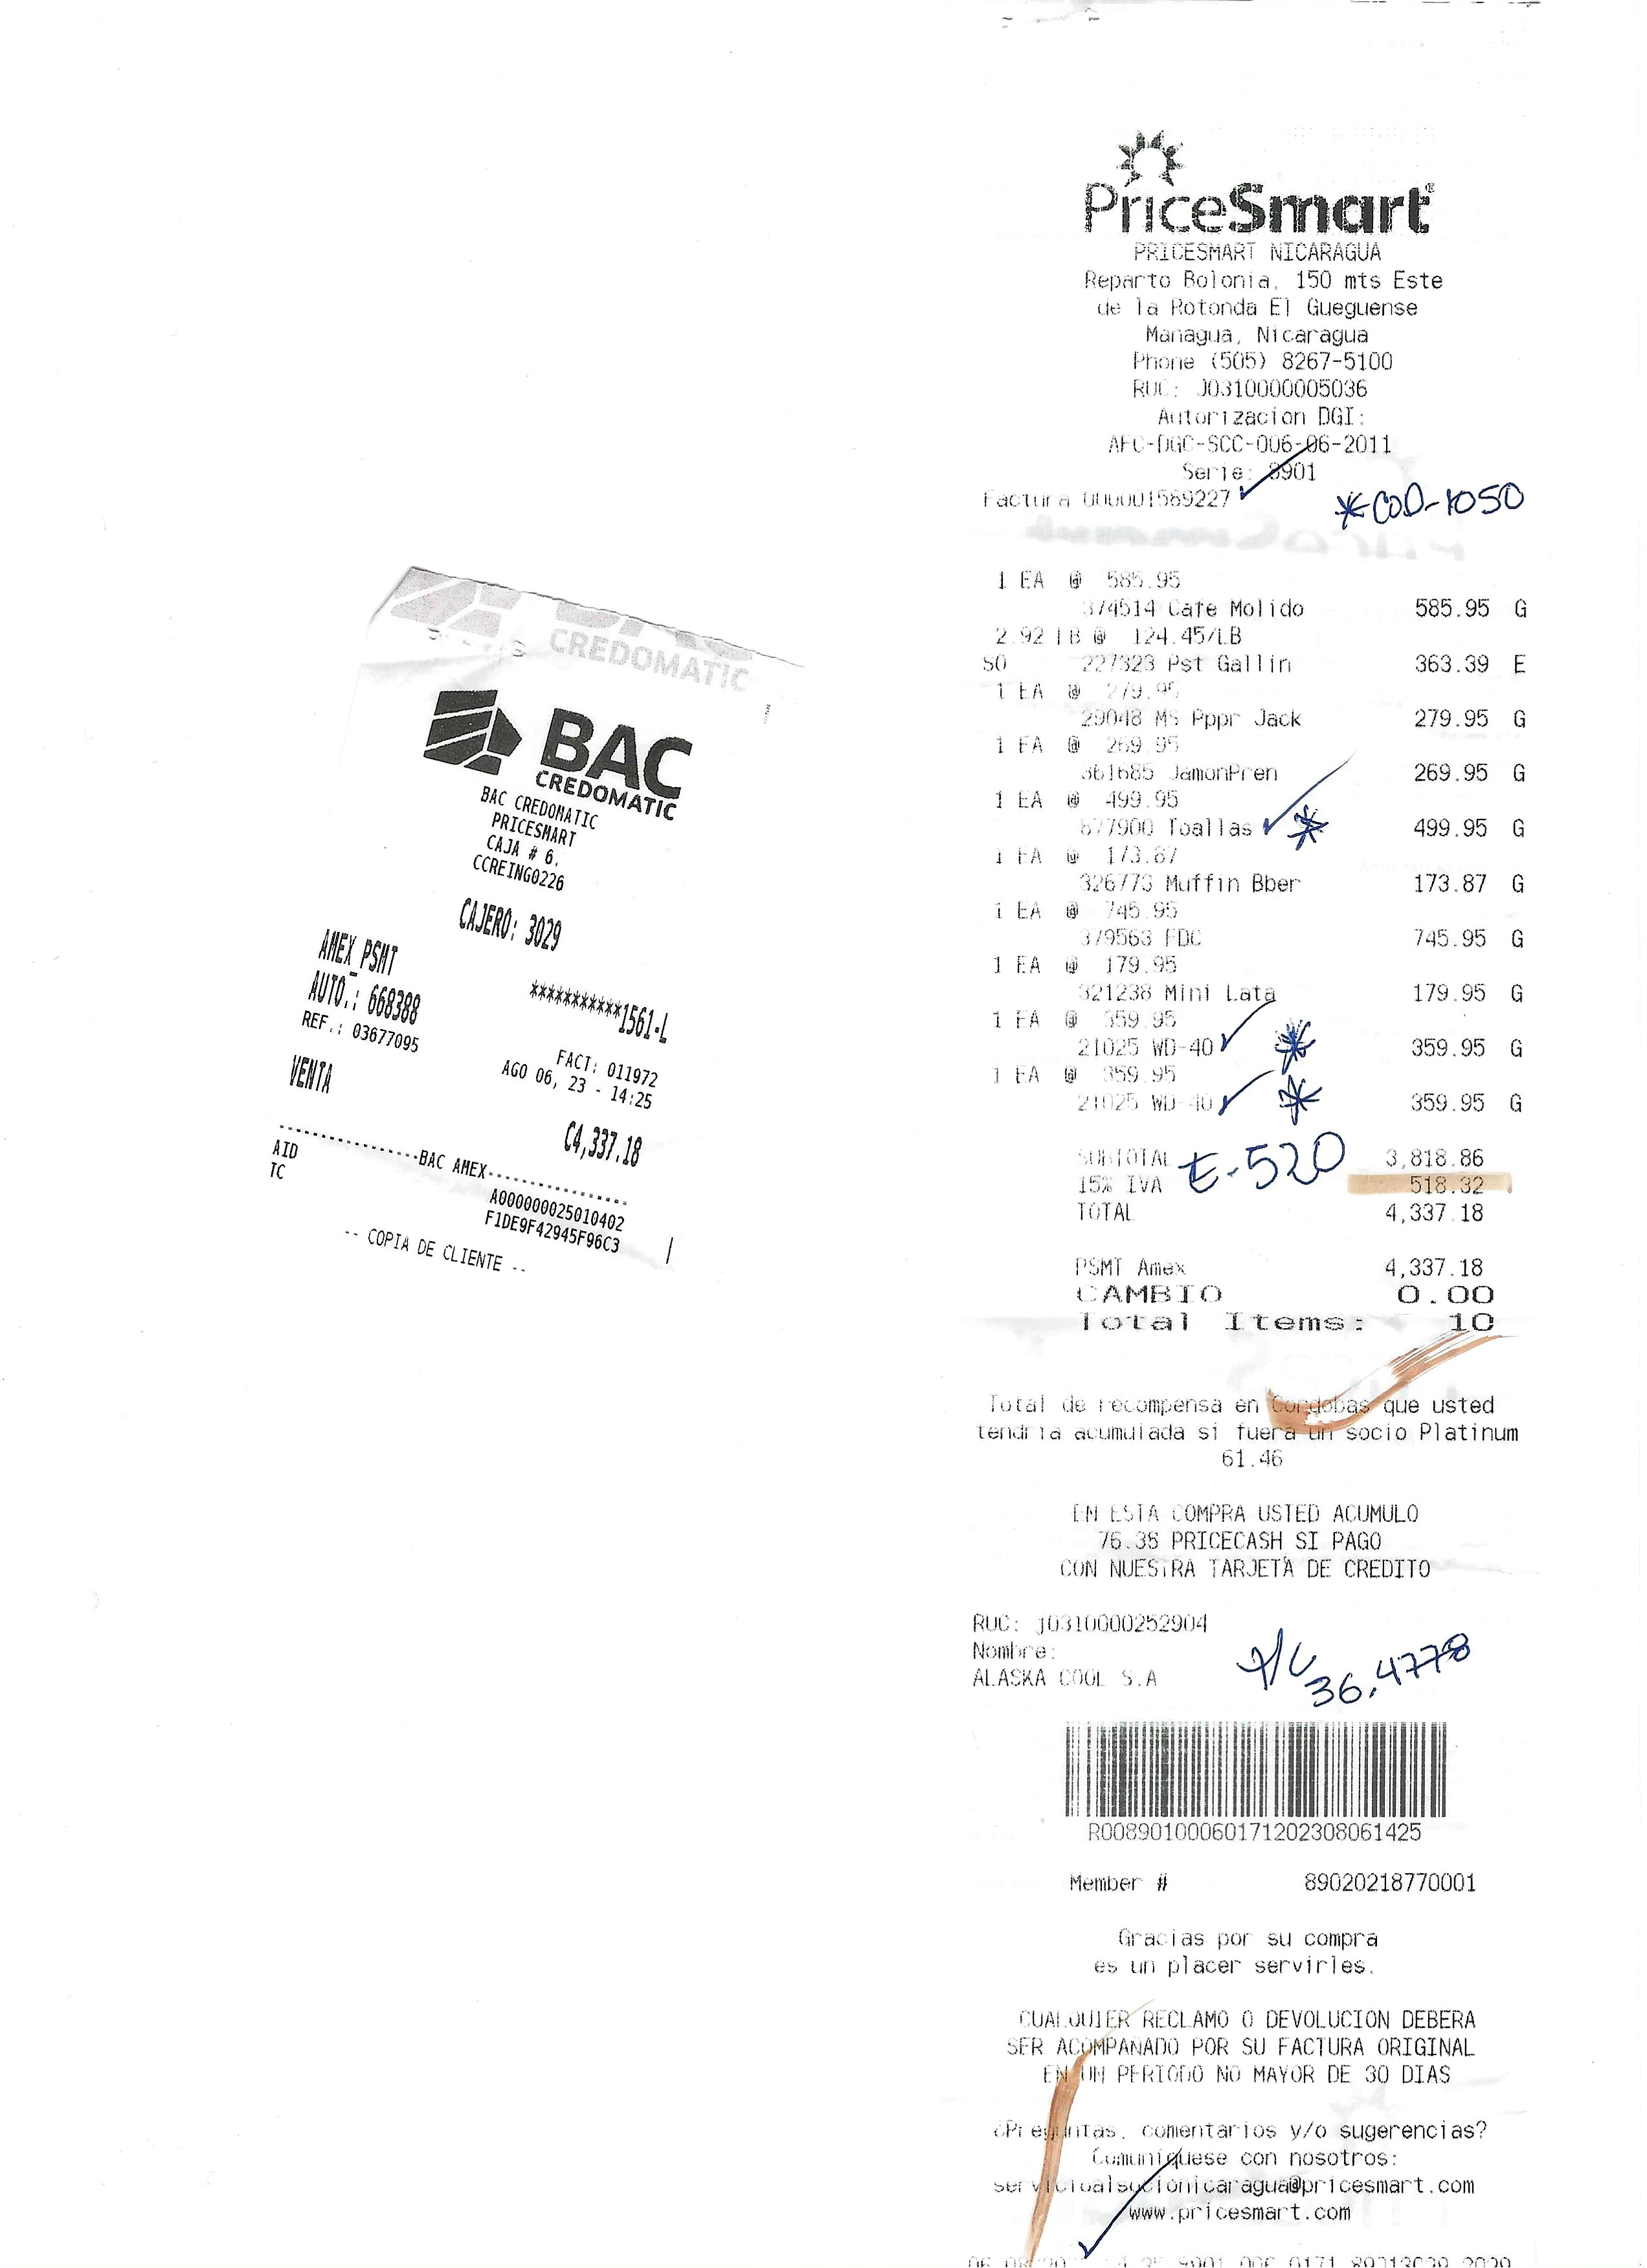 CREDOMATIC
BAC
CREDOMATIC
BAC CREDOMATIC
PRICESMART
CAJA # 6.
CCREING0226
CAJERO: 3029
AMEX_PSMT
***********1561-L
AUTO.: 668388
REF.: 03677095
FACT: 011972
AGO 06, 23 - 14:25
VENTA
C4,337.18
------------BAC AMEX------------
AID A000000025010402
TC F1DE9F42945F96C3
-- COPIA DE CLIENTE --
PriceSmart
PRICESMART NICARAGUA
Reparto Bolonia, 150 mts Este
de la Rotonda El Gueguense
Managua, Nicaragua
Phone (505) 8267-5100
RUC: J0310000005036
Autorizacion DGI:
AFC-DGC-SCC-006-06-2011
Serie: 8901
Factura 000001569227
*COD-1050
1 EA @ 585.95
374514 Cafe Molido 585.95 G
2.92 LB @ 124.45/LB
SO 227323 Pst Gallin 363.39 E
1 EA @ 279.95
29048 MS Pppr Jack 279.95 G
1 EA @ 269.95
361685 JamonPren 269.95 G
1 EA @ 499.95
877900 Toallas * 499.95 G
1 EA @ 173.87
326773 Muffin Bber 173.87 G
1 EA @ 745.95
379563 FDC 745.95 G
1 EA @ 179.95
321238 Mini Lata 179.95 G
1 EA @ 359.95
21025 WD-40 * 359.95 G
1 EA @ 359.95
21025 WD-40 * 359.95 G
SUBTOTAL 3,818.86
E-520
15% IVA 518.32
TOTAL 4,337.18
PSMT Amex 4,337.18
CAMBIO 0.00
Total Items: 10
Total de recompensa en Cordobas que usted
tendria acumulada si fuera un socio Platinum
61.46
EN ESTA COMPRA USTED ACUMULO
76.38 PRICECASH SI PAGO
CON NUESTRA TARJETA DE CREDITO
RUC: j0310000252904
Nombre:
ALASKA COOL S.A
T/C
36.4778
R00890100060171202308061425
Member # 89020218770001
Gracias por su compra
es un placer servirles.
CUALQUIER RECLAMO O DEVOLUCION DEBERA
SER ACOMPAÑADO POR SU FACTURA ORIGINAL
EN UN PERIODO NO MAYOR DE 30 DIAS
¿Preguntas, comentarios y/o sugerencias?
Comuníquese con nosotros:
servicioalsocionicaragua@pricesmart.com
www.pricesmart.com